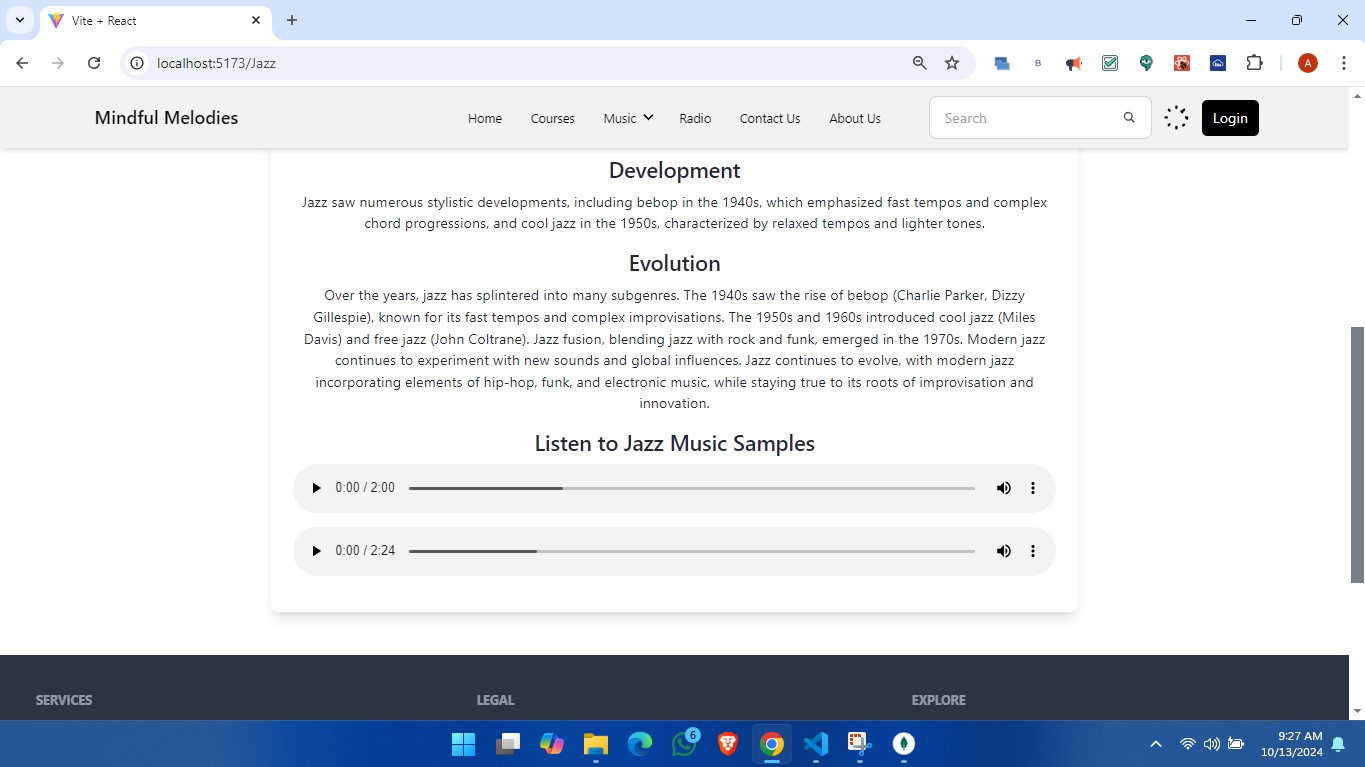 Vite + React
localhost:5173/Jazz
B
A
Mindful Melodies
Home
Courses
Music
Radio
Contact Us
About Us
Search
Login
Development
Jazz saw numerous stylistic developments, including bebop in the 1940s, which emphasized fast tempos and complex
chord progressions, and cool jazz in the 1950s, characterized by relaxed tempos and lighter tones.
Evolution
Over the years, jazz has splintered into many subgenres. The 1940s saw the rise of bebop (Charlie Parker, Dizzy
Gillespie), known for its fast tempos and complex improvisations. The 1950s and 1960s introduced cool jazz (Miles
Davis) and free jazz (John Coltrane). Jazz fusion, blending jazz with rock and funk, emerged in the 1970s. Modern jazz
continues to experiment with new sounds and global influences. Jazz continues to evolve, with modern jazz
incorporating elements of hip-hop, funk, and electronic music, while staying true to its roots of improvisation and
innovation.
Listen to Jazz Music Samples
0:00 / 2:00
0:00 / 2:24
SERVICES
LEGAL
EXPLORE
6
9:27 AM
10/13/2024